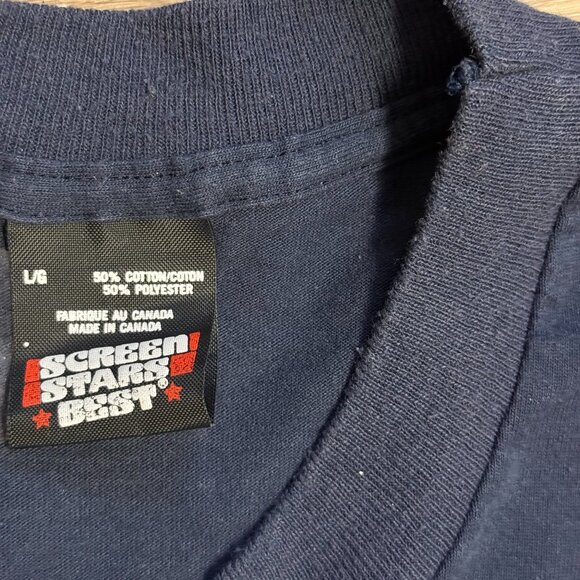 L/G 50% COTTON/COTON
50% POLYESTER
FABRIQUE AU CANADA
MADE IN CANADA
SCREEN
STARS
BEST®